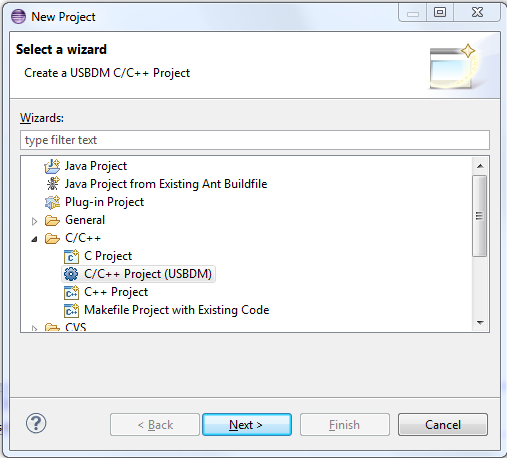 New Project
Select a wizard
Create a USBDM C/C++ Project
Wizards:
type filter text
Java Project
Java Project from Existing Ant Buildfile
Plug-in Project
General
C/C++
C Project
C/C++ Project (USBDM)
C++ Project
Makefile Project with Existing Code
CVS
< Back
Next >
Finish
Cancel